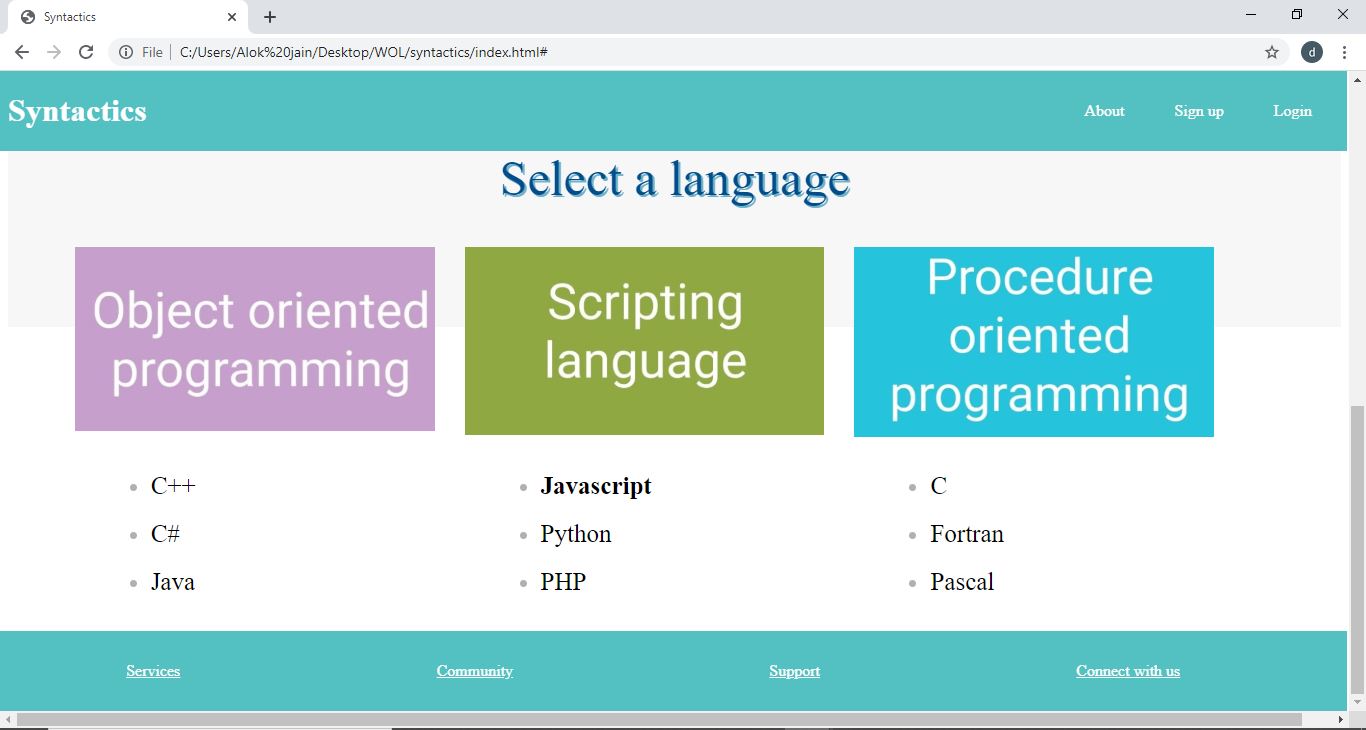 Syntactics
File
C:/Users/Alok%20jain/Desktop/WOL/syntactics/index.html#
d
Syntactics
About
Sign up
Login
Select a language
Object oriented
programming
Scripting
language
Procedure
oriented
programming
C++
C#
Java
Javascript
Python
PHP
C
Fortran
Pascal
Services
Community
Support
Connect with us